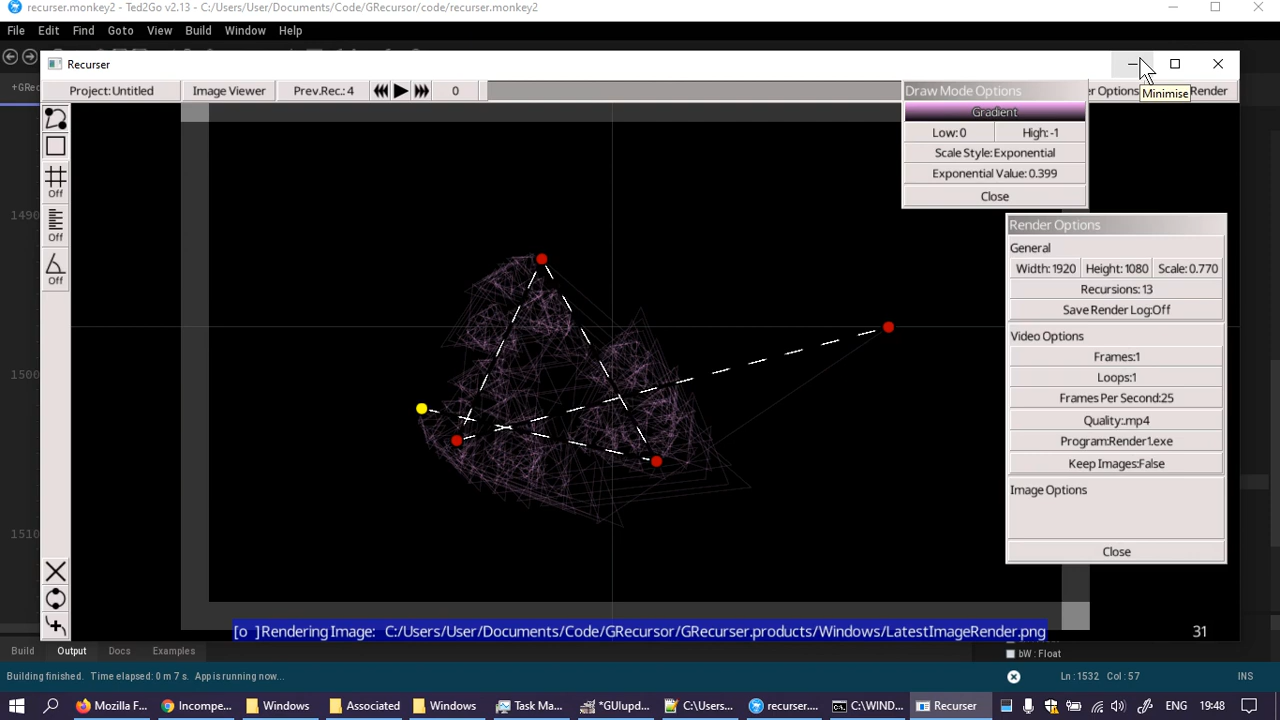 recurser.monkey2 - Ted2Go v2.13 - C:/Users/User/Documents/Code/GRecursor/code/recurser.monkey2
File Edit Find Goto View Build Window Help
Recurser
+GRec
Project:Untitled Image Viewer Prev.Rec.: 4 0 r Options Render
Minimise
Draw Mode Options
Gradient
Low: 0 High: -1
Scale Style:Exponential
Exponential Value: 0.399
Close
Off
Off
Off
1490
1500
1510
Render Options
General
Width:1920 Height:1080 Scale: 0.770
Recursions: 13
Save Render Log:Off
Video Options
Frames:1
Loops:1
Frames Per Second:25
Quality:.mp4
Program:Render1.exe
Keep Images:False
Image Options
Close
[o ]Rendering Image: C:/Users/User/Documents/Code/GRecursor/GRecurser.products/Windows/LatestImageRender.png
31
Build Output Docs Examples
bW : Float
Building finished. Time elapsed: 0 m 7 s. App is running now...
Ln : 1532 Col : 57 INS
Mozilla F... Incompe... Windows Associated Windows Task Ma... *GUIupd... C:\Users... recurser.... C:\WIND... Recurser ENG 19:48